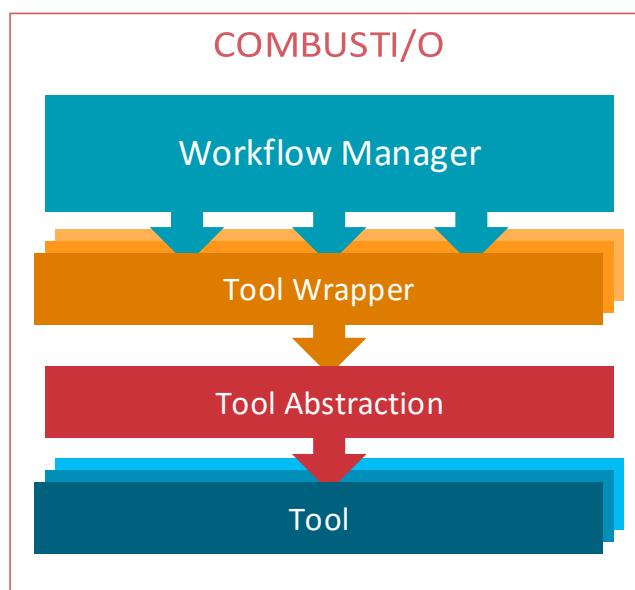 COMBUSTI/O
Workflow Manager
Tool Wrapper
Tool Abstraction
Tool